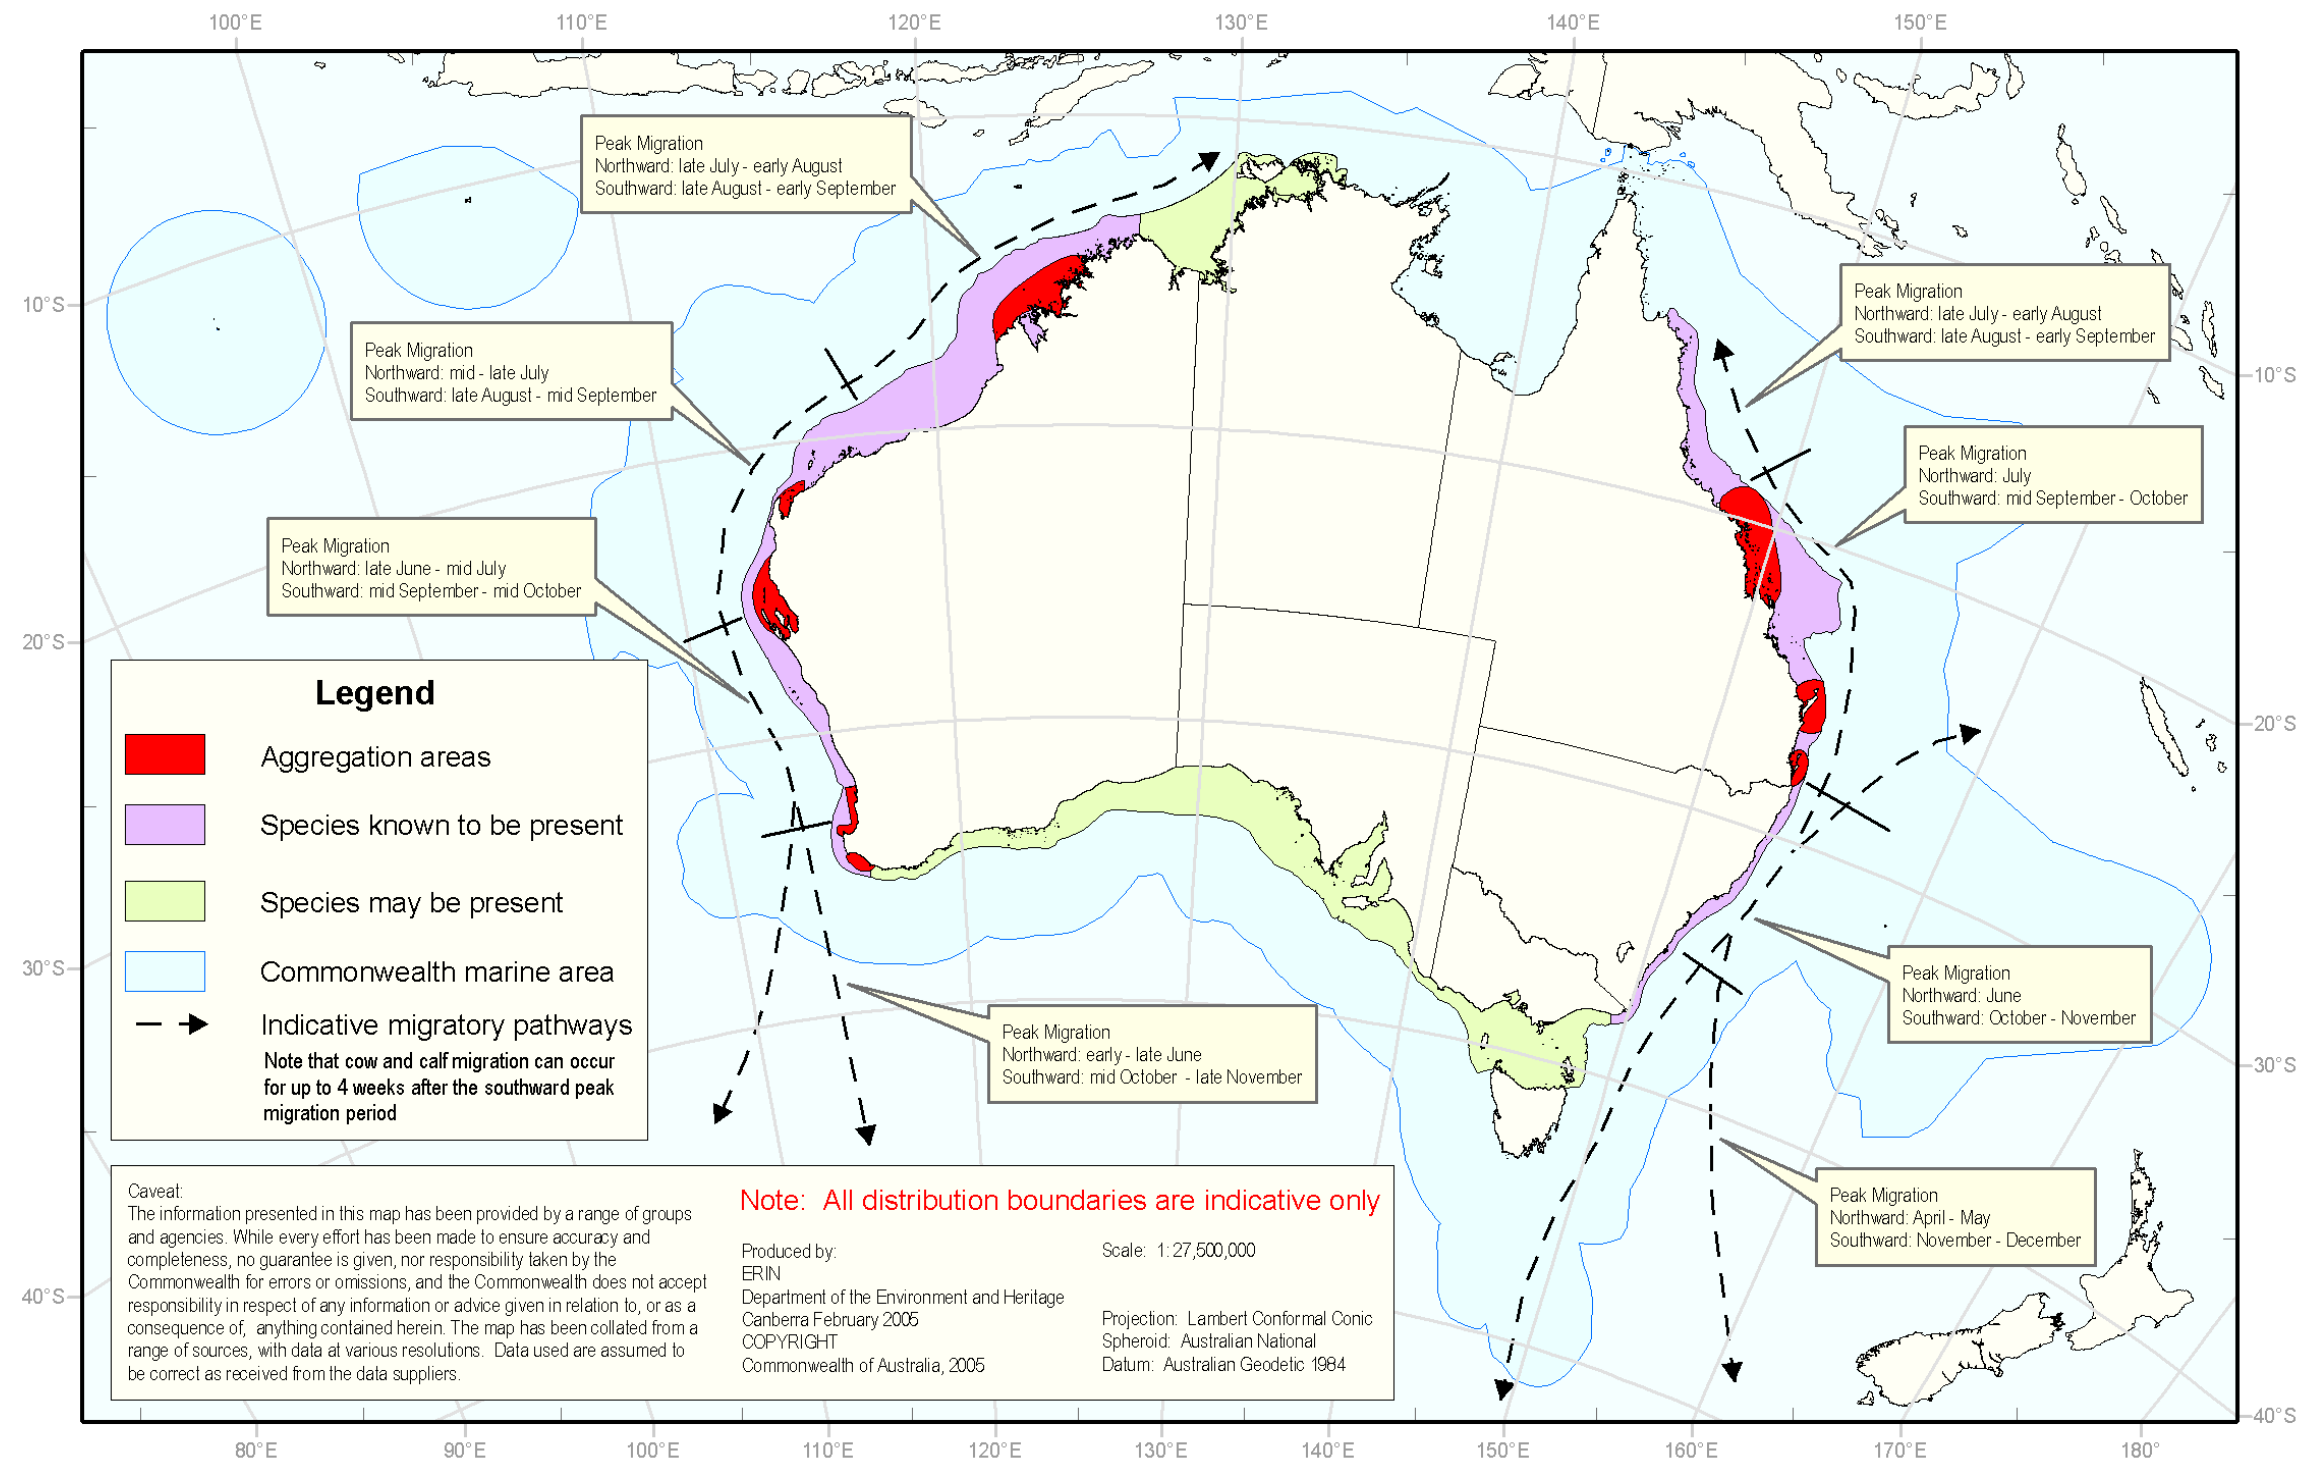 100°E
110°E
120°E
130°E
140°E
150°E
Peak Migration
Northward: late July - early August
Southward: late August - early September
Peak Migration
Northward: late July - early August
Southward: late August - early September
10°S
Peak Migration
Northward: mid - late July
Southward: late August - mid September
10°S
Peak Migration
Northward: July
Southward: mid September - October
Peak Migration
Northward: late June - mid July
Southward: mid September - mid October
20°S
20°S
Legend
Aggregation areas
Species known to be present
Species may be present
Commonwealth marine area
Indicative migratory pathways
Note that cow and calf migration can occur
for up to 4 weeks after the southward peak
migration period
30°S
Peak Migration
Northward: June
Southward: October - November
Peak Migration
Northward: early - late June
Southward: mid October - late November
30°S
Peak Migration
Northward: April - May
Southward: November - December
Caveat:
The information presented in this map has been provided by a range of groups
and agencies. While every effort has been made to ensure accuracy and
completeness, no guarantee is given, nor responsibility taken by the
Commonwealth for errors or omissions, and the Commonwealth does not accept
responsibility in respect of any information or advice given in relation to, or as a
consequence of, anything contained herein. The map has been collated from a
range of sources, with data at various resolutions. Data used are assumed to
be correct as received from the data suppliers.
Note: All distribution boundaries are indicative only
Produced by:
ERIN
Department of the Environment and Heritage
Canberra February 2005
COPYRIGHT
Commonwealth of Australia, 2005
Scale: 1:27,500,000
Projection: Lambert Conformal Conic
Spheroid: Australian National
Datum: Australian Geodetic 1984
40°S
40°S
80°E
90°E
100°E
110°E
120°E
130°E
140°E
150°E
160°E
170°E
180°